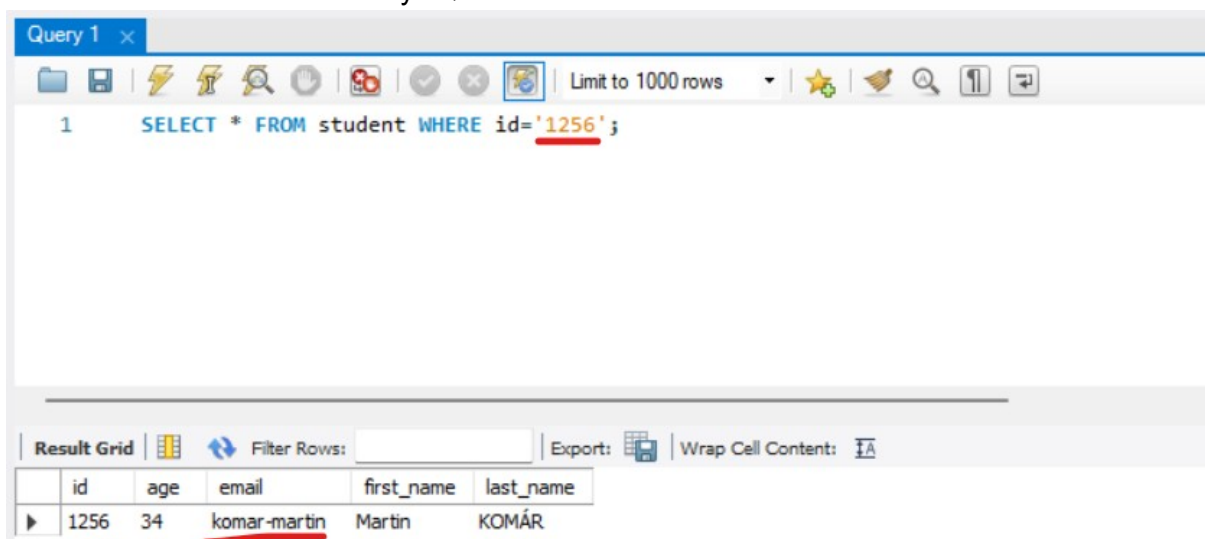 Query 1 ×
Limit to 1000 rows
1 SELECT * FROM student WHERE id='1256';
Result Grid Filter Rows: Export: Wrap Cell Content: IA
id age email first_name last_name
1256 34 komar-martin Martin KOMÁR